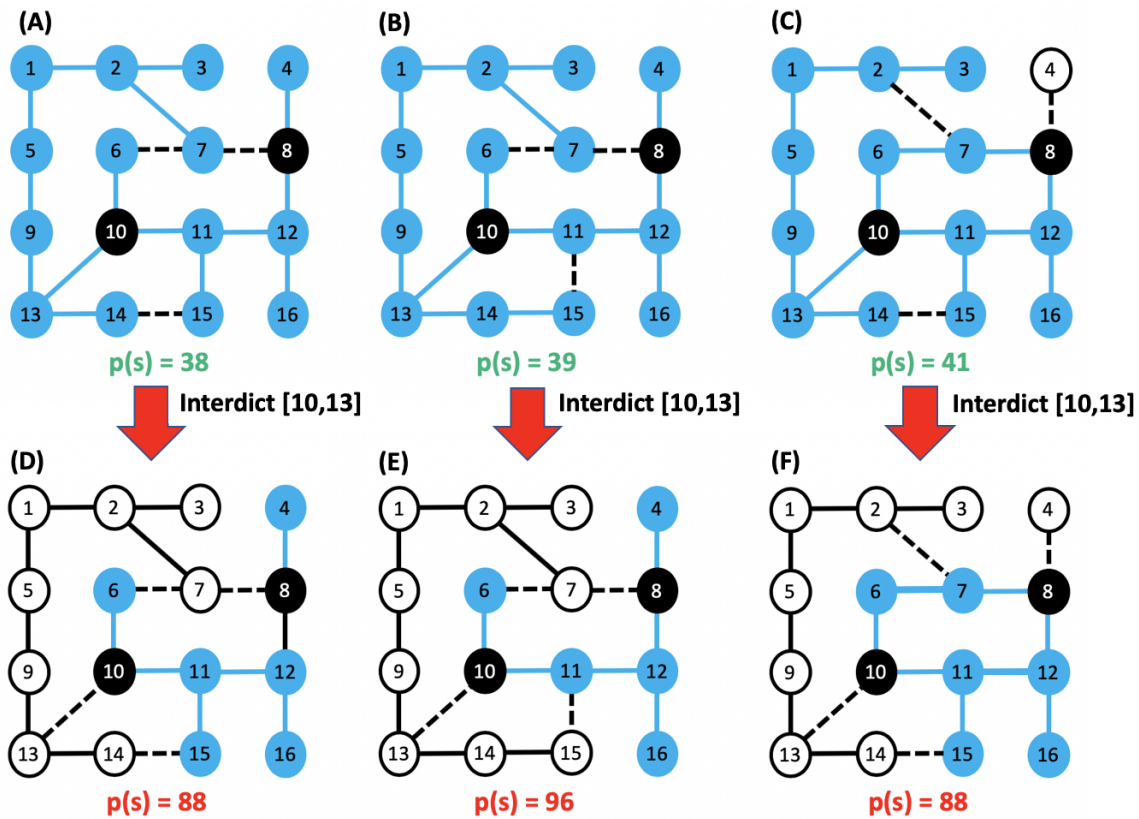 (A) (B) (C)
1 2 3 4 1 2 3 4 1 2 3 4
5 6 7 8 5 6 7 8 5 6 7 8
9 10 11 12 9 10 11 12 9 10 11 12
13 14 15 16 13 14 15 16 13 14 15 16
p(s) = 38 p(s) = 39 p(s) = 41
Interdict [10,13] Interdict [10,13] Interdict [10,13]
(D) (E) (F)
1 2 3 4 1 2 3 4 1 2 3 4
5 6 7 8 5 6 7 8 5 6 7 8
9 10 11 12 9 10 11 12 9 10 11 12
13 14 15 16 13 14 15 16 13 14 15 16
p(s) = 88 p(s) = 96 p(s) = 88